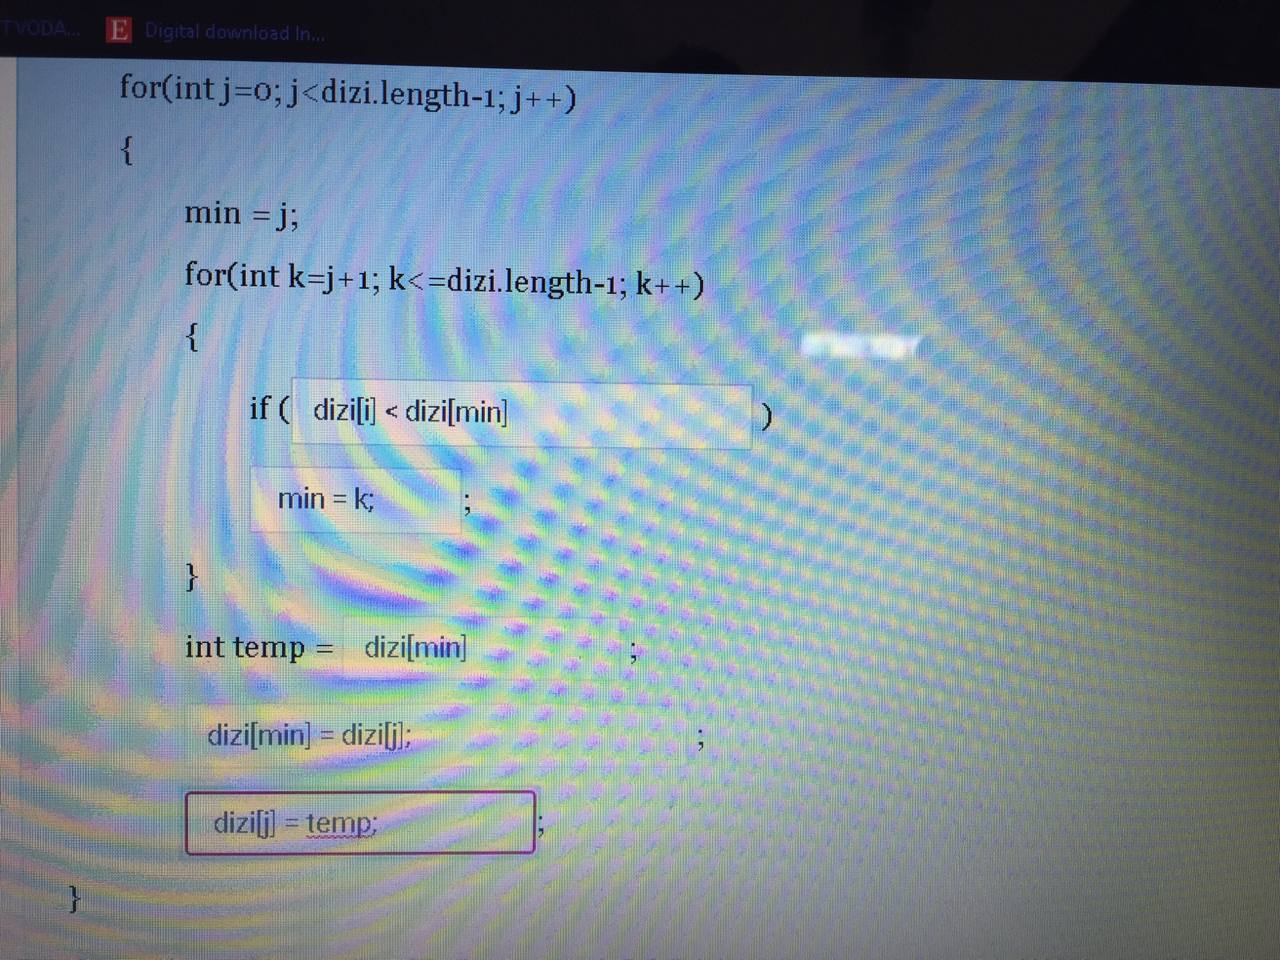 TVODA... E Digital download In...
for(int j=0; j<dizi.length-1; j++)
{
min = j;
for(int k=j+1; k<=dizi.length-1; k++)
{
if ( dizi[i] < dizi[min] )
min = k; ;
}
int temp = dizi[min] ;
dizi[min] = dizi[j]; ;
dizi[j] = temp; ;
}